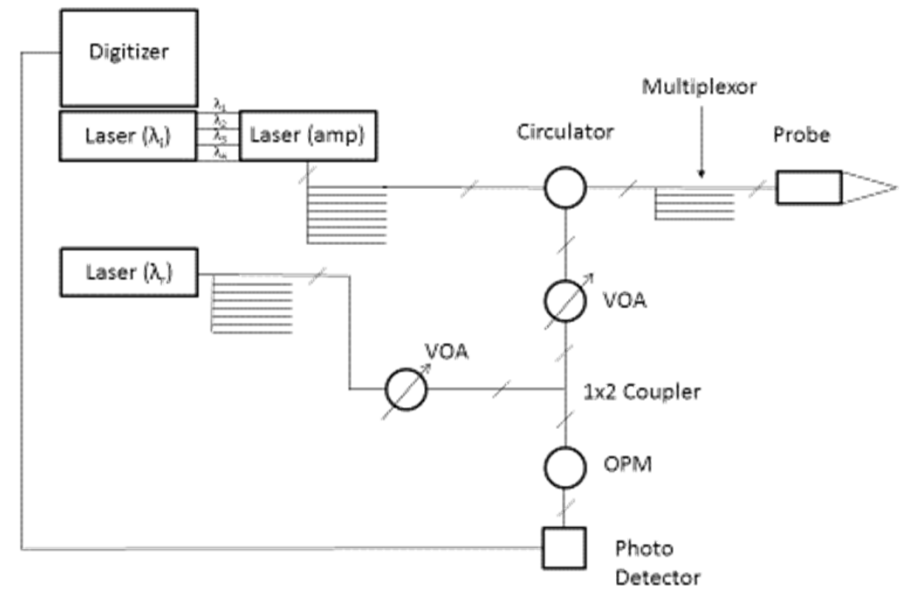 Digitizer
Multiplexor
λ₁
λ₂
λ₃
λ₄
Laser (λᵢ)
Laser (amp)
Circulator
Probe
Laser (λᵣ)
VOA
VOA
1x2 Coupler
OPM
Photo
Detector